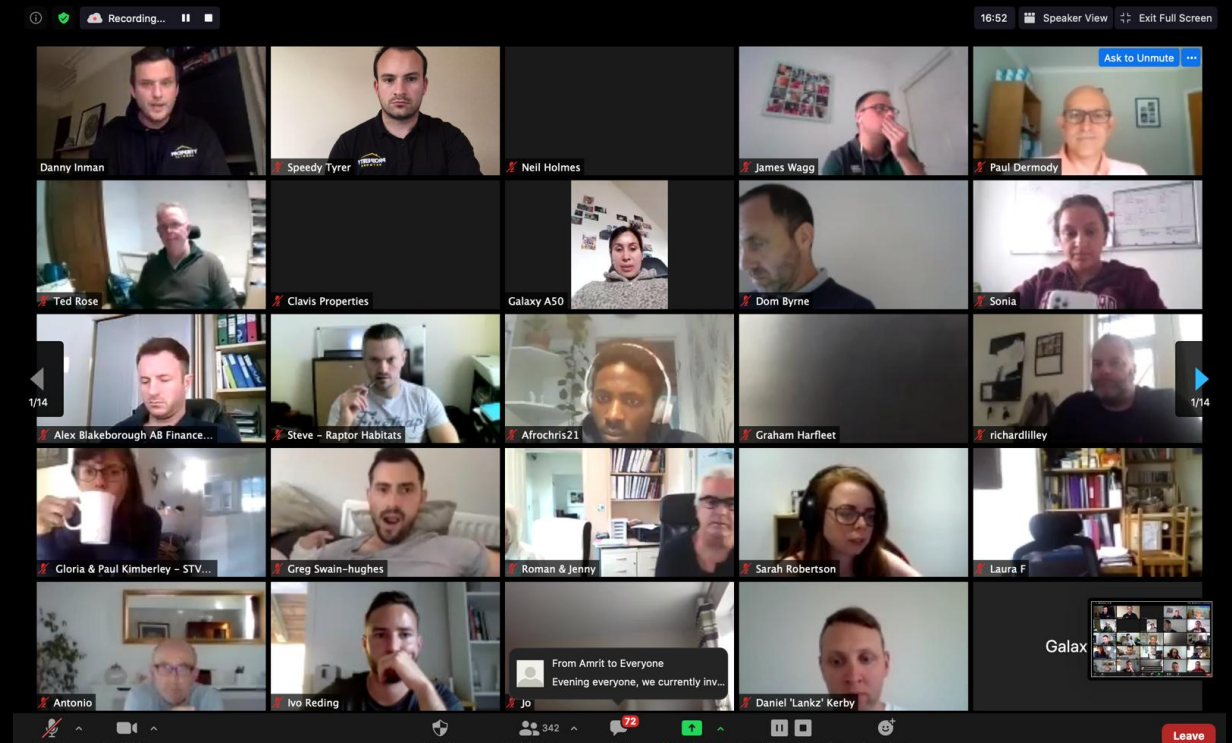 Recording...
16:52
Speaker View
Exit Full Screen
Ask to Unmute
Danny Inman
PROPERTY
Speedy Tyrer
Neil Holmes
James Wagg
Paul Dermody
Ted Rose
Clavis Properties
Galaxy A50
Dom Byrne
Sonia
1/14
1/14
Alex Blakeborough AB Finance...
Steve – Raptor Habitats
Afrochris21
Graham Harfleet
richardlilley
Gloria & Paul Kimberley – STV...
Greg Swain-hughes
Roman & Jenny
Sarah Robertson
Laura F
Galax
From Amrit to Everyone
Evening everyone, we currently inv...
Antonio
Ivo Reding
Jo
Daniel 'Lankz' Kerby
342
72
Leave